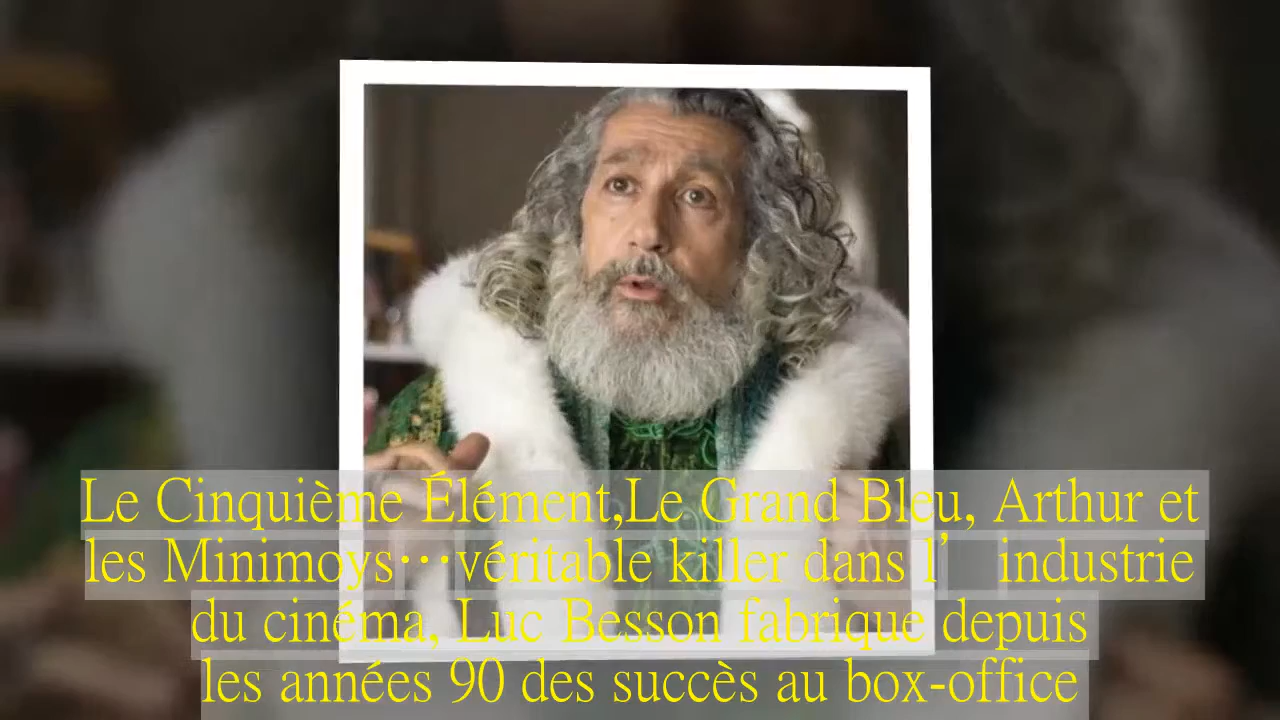 Le Cinquième Élément,Le Grand Bleu, Arthur et
les Minimoys…véritable killer dans l’industrie
du cinéma, Luc Besson fabrique depuis
les années 90 des succès au box-office